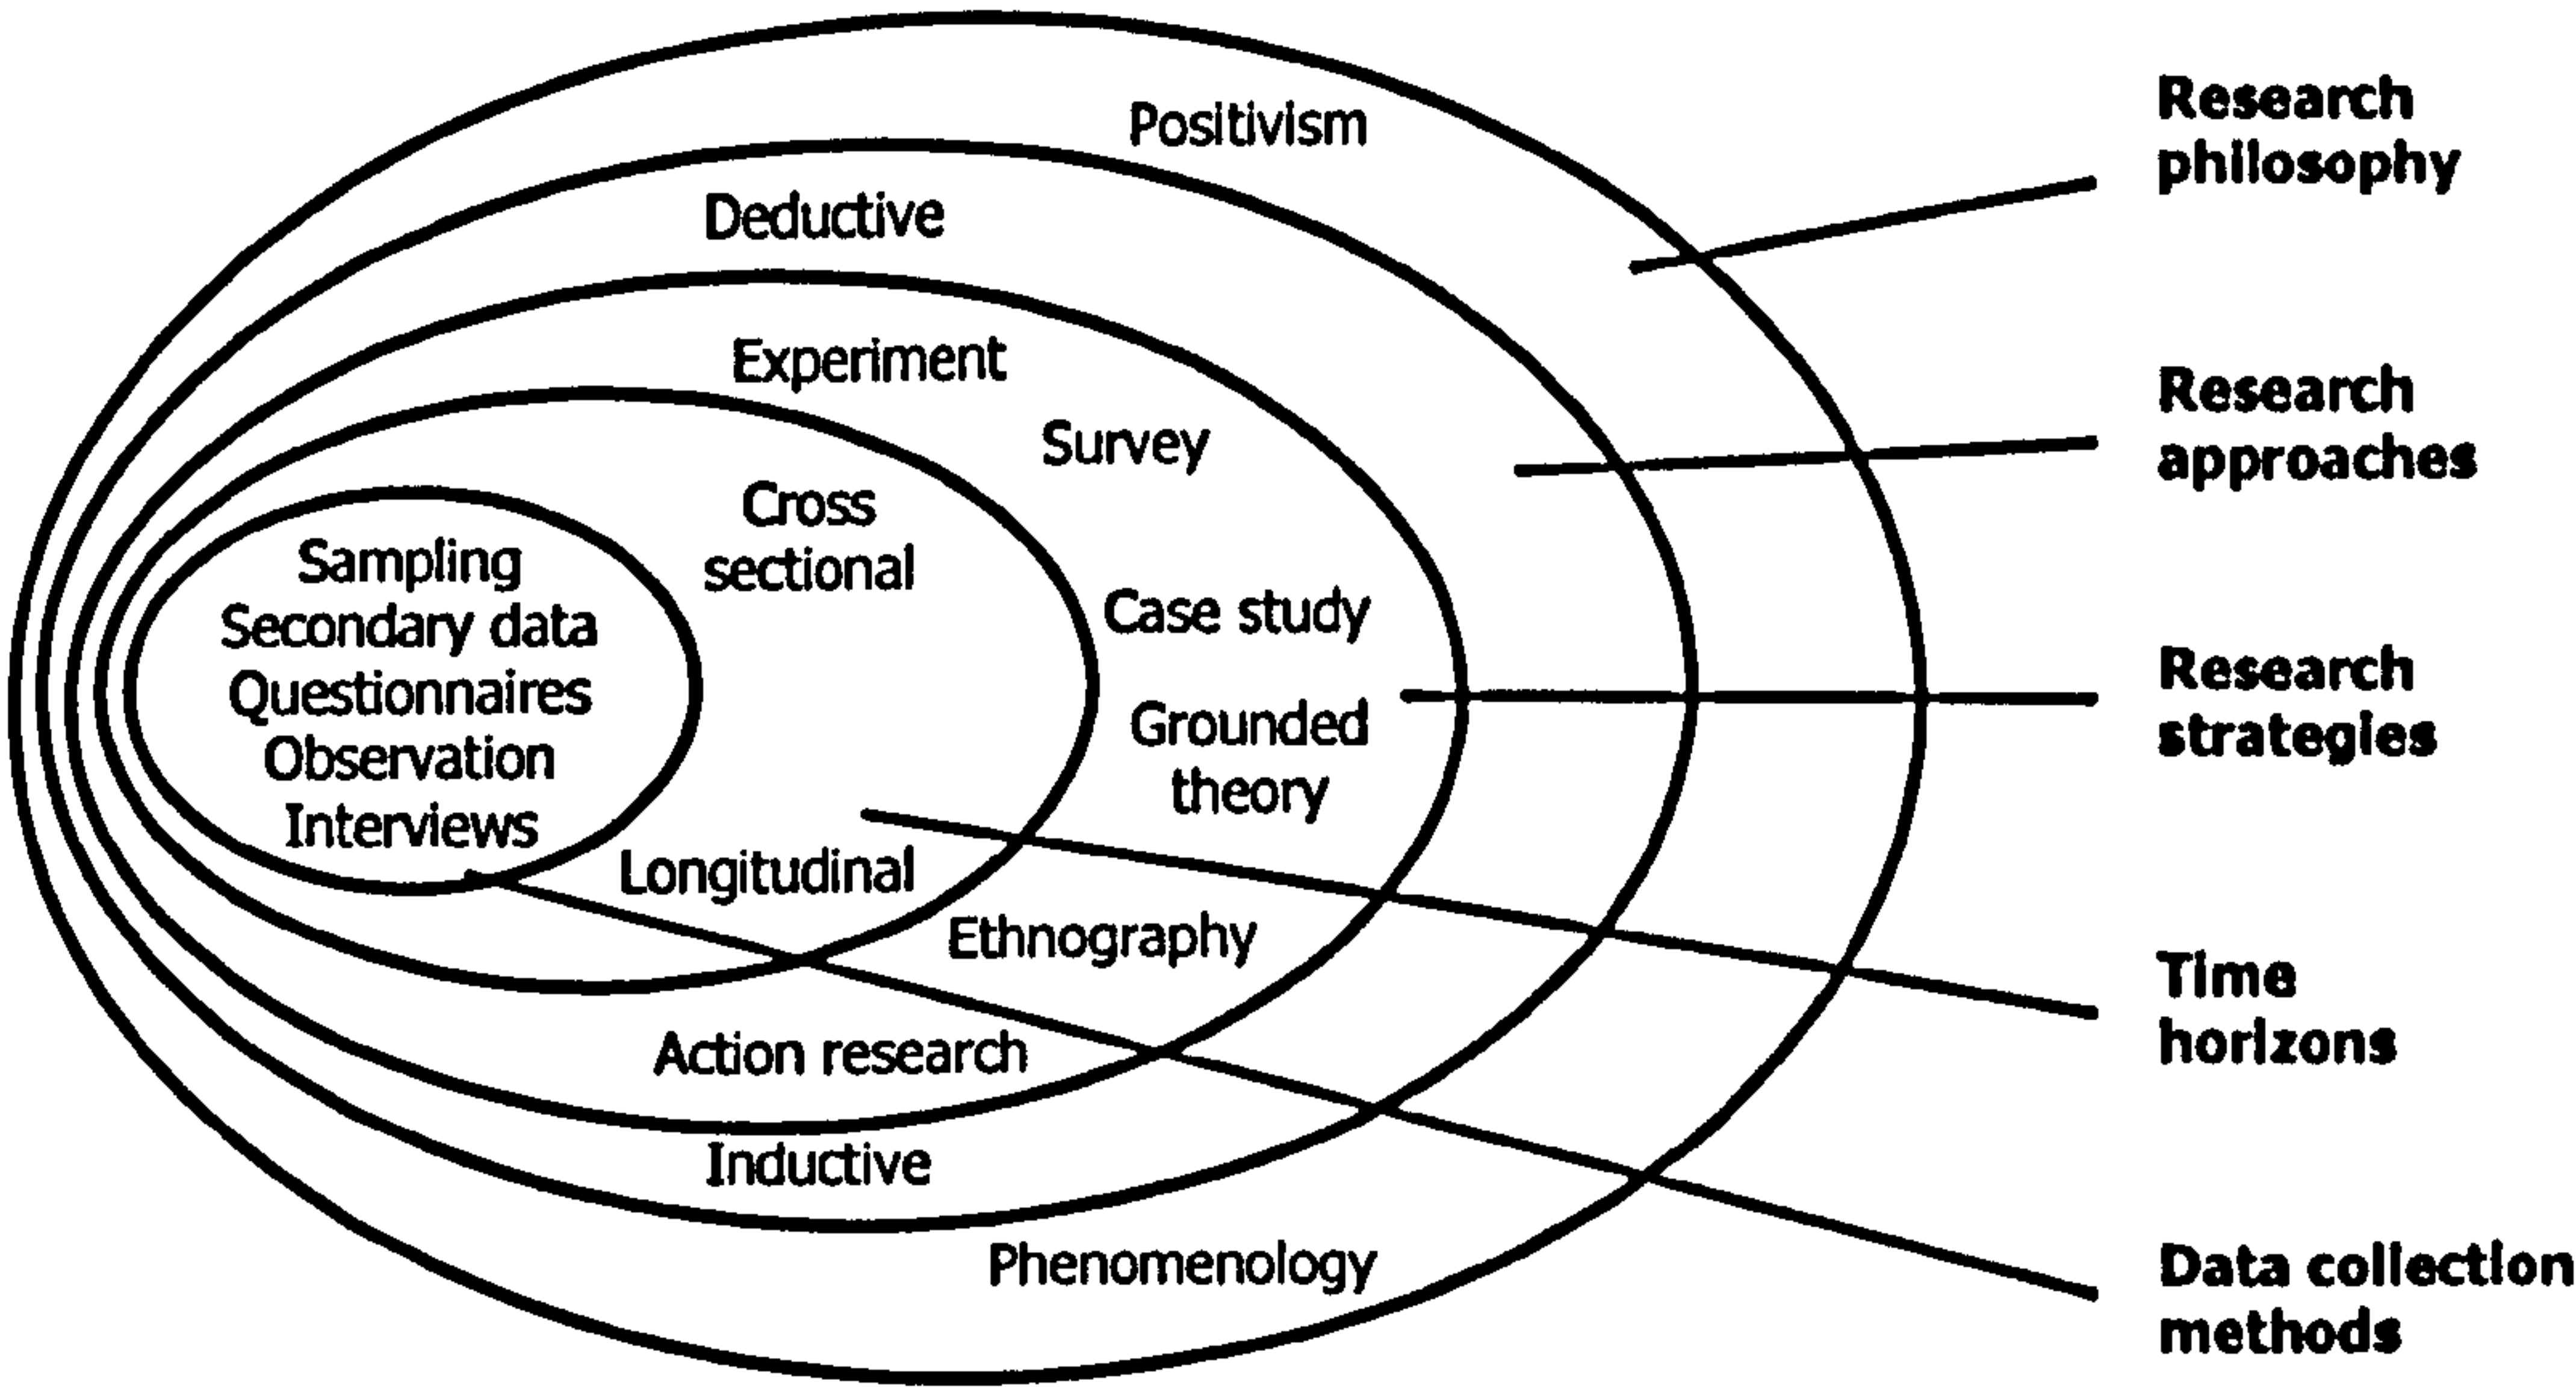 Positivism
Deductive
Experiment
Survey
Cross
sectional
Sampling
Secondary data
Questionnaires
Observation
Interviews
Case study
Grounded
theory
Longitudinal
Ethnography
Action research
Inductive
Phenomenology
Research
philosophy
Research
approaches
Research
strategies
Time
horizons
Data collection
methods